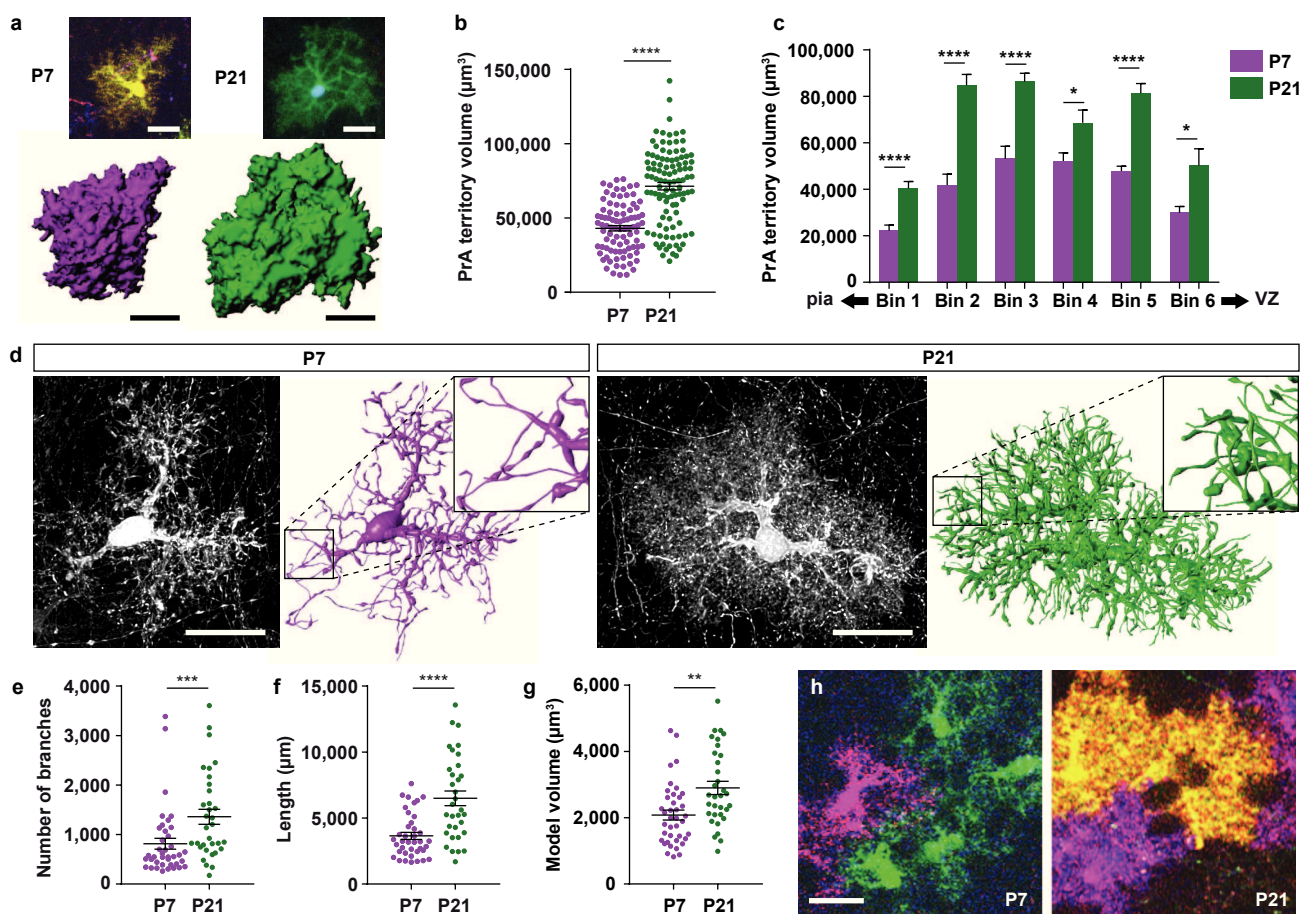 a
P7
P21
b
PrA territory volume (µm³)
150,000
100,000
50,000
0
****
P7 P21
c
PrA territory volume (µm³)
100,000
80,000
60,000
40,000
20,000
0
****
****
****
*
****
*
P7
P21
pia Bin 1 Bin 2 Bin 3 Bin 4 Bin 5 Bin 6 VZ
d
P7
P21
e
Number of branches
4,000
3,000
2,000
1,000
0
***
P7 P21
f
Length (µm)
15,000
10,000
5,000
0
****
P7 P21
g
Model volume (µm³)
6,000
4,000
2,000
0
**
P7 P21
h
P7
P21